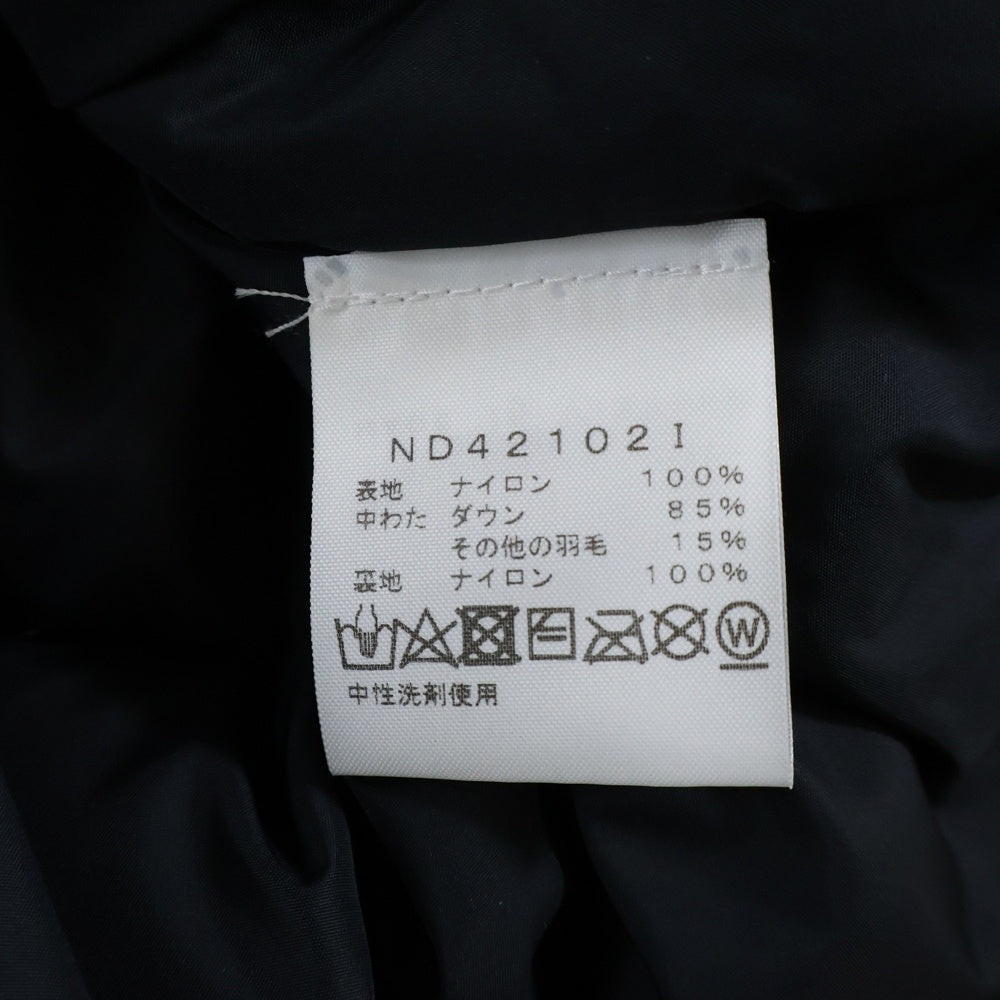 ND42102I
表地 ナイロン 100%
中わた ダウン 85%
その他の羽毛 15%
裏地 ナイロン 100%
W
中性洗剤使用